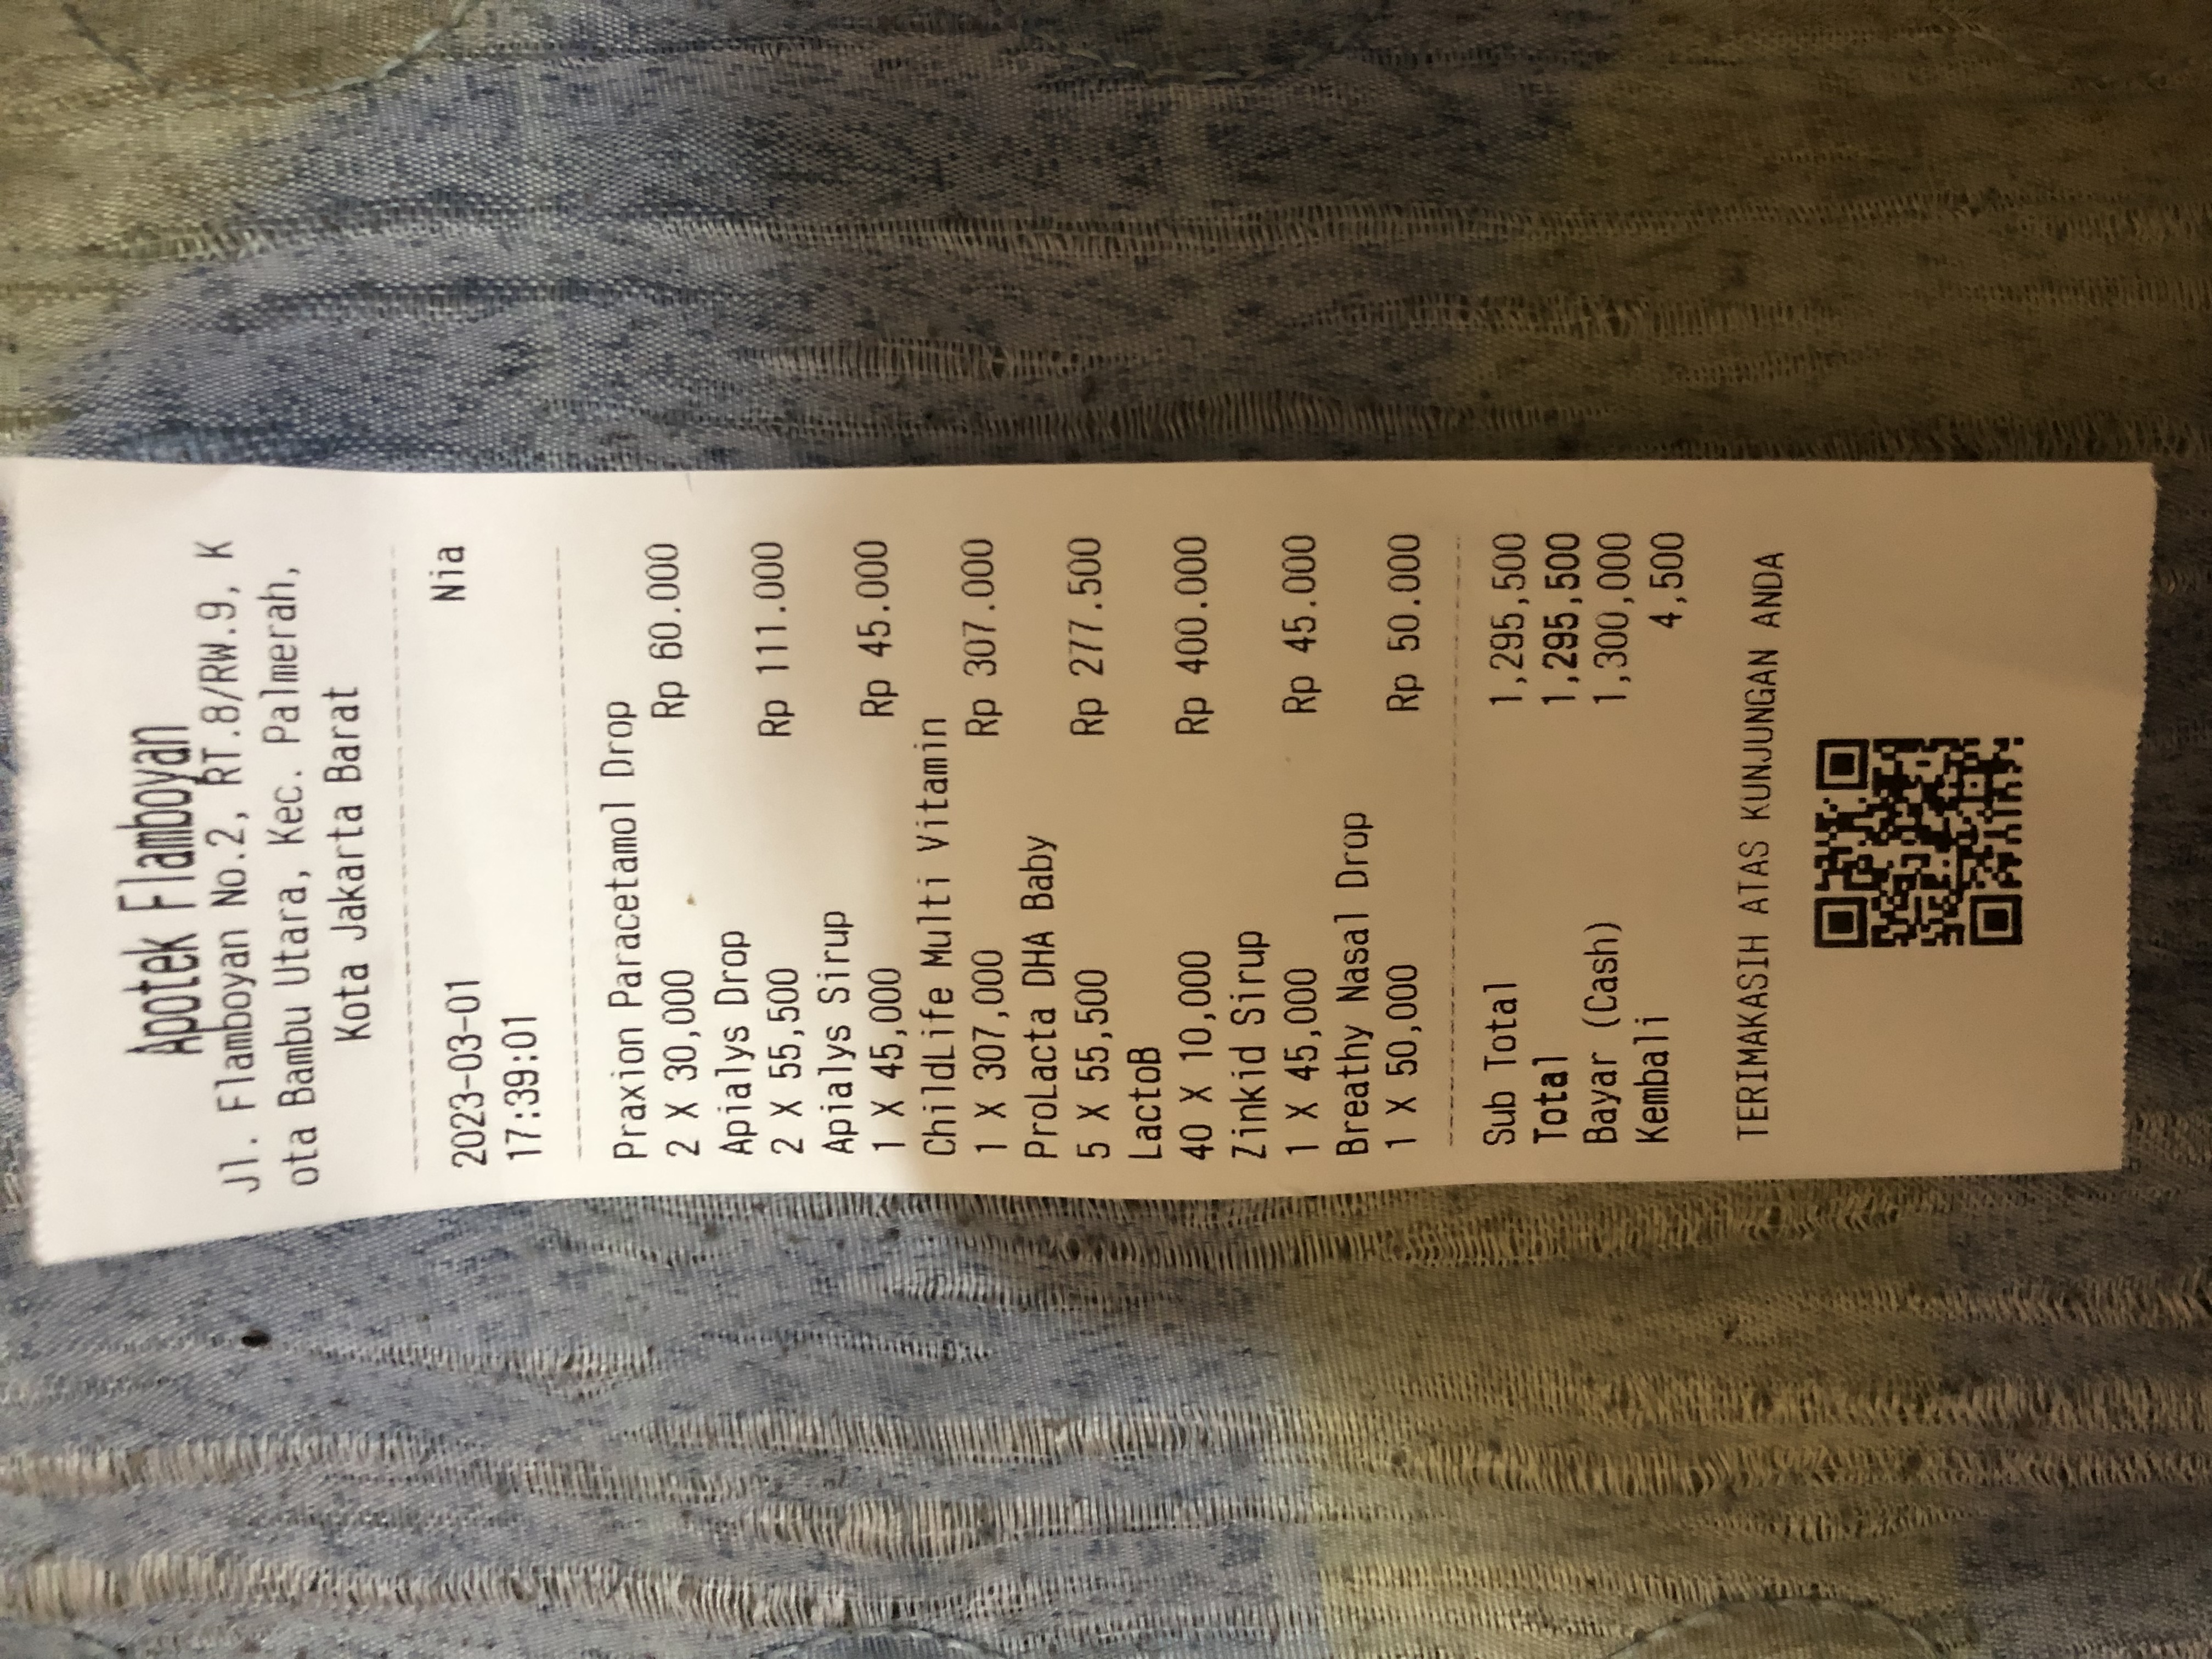 Apotek Flamboyan
Jl. Flamboyan No.2, RT.8/RW.9, K
ota Bambu Utara, Kec. Palmerah,
Kota Jakarta Barat
2023-03-01 Nia
17:39:01
Praxion Paracetamol Drop
2 X 30,000 Rp 60.000
Apialys Drop
2 X 55,500 Rp 111.000
Apialys Sirup
1 X 45,000 Rp 45.000
ChildLife Multi Vitamin
1 X 307,000 Rp 307.000
ProLacta DHA Baby
5 X 55,500 Rp 277.500
LactoB
40 X 10,000 Rp 400.000
Zinkid Sirup
1 X 45,000 Rp 45.000
Breathy Nasal Drop
1 X 50,000 Rp 50.000
Sub Total 1,295,500
Total 1,295,500
Bayar (Cash) 1,300,000
Kembali 4,500
TERIMAKASIH ATAS KUNJUNGAN ANDA